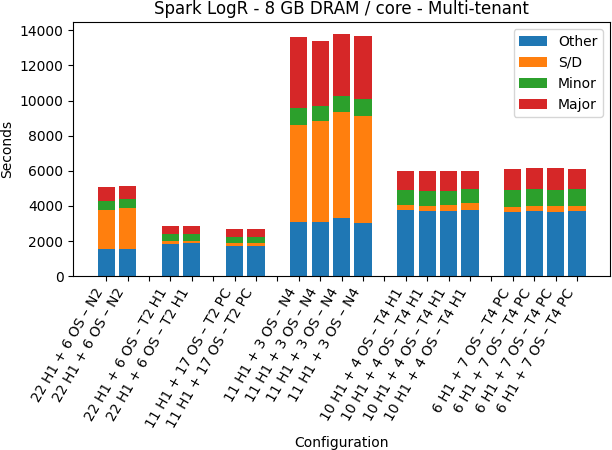 Spark LogR - 8 GB DRAM / core - Multi-tenant
14000
12000
10000
8000
6000
4000
2000
0
Seconds
Other
S/D
Minor
Major
22 H1 + 6 OS – N2
22 H1 + 6 OS – N2
22 H1 + 6 OS – T2 H1
22 H1 + 6 OS – T2 H1
11 H1 + 17 OS – T2 PC
11 H1 + 17 OS – T2 PC
11 H1 + 3 OS – N4
11 H1 + 3 OS – N4
11 H1 + 3 OS – N4
11 H1 + 3 OS – N4
10 H1 + 4 OS – T4 H1
10 H1 + 4 OS – T4 H1
10 H1 + 4 OS – T4 H1
10 H1 + 4 OS – T4 H1
6 H1 + 7 OS – T4 PC
6 H1 + 7 OS – T4 PC
6 H1 + 7 OS – T4 PC
6 H1 + 7 OS – T4 PC
Configuration